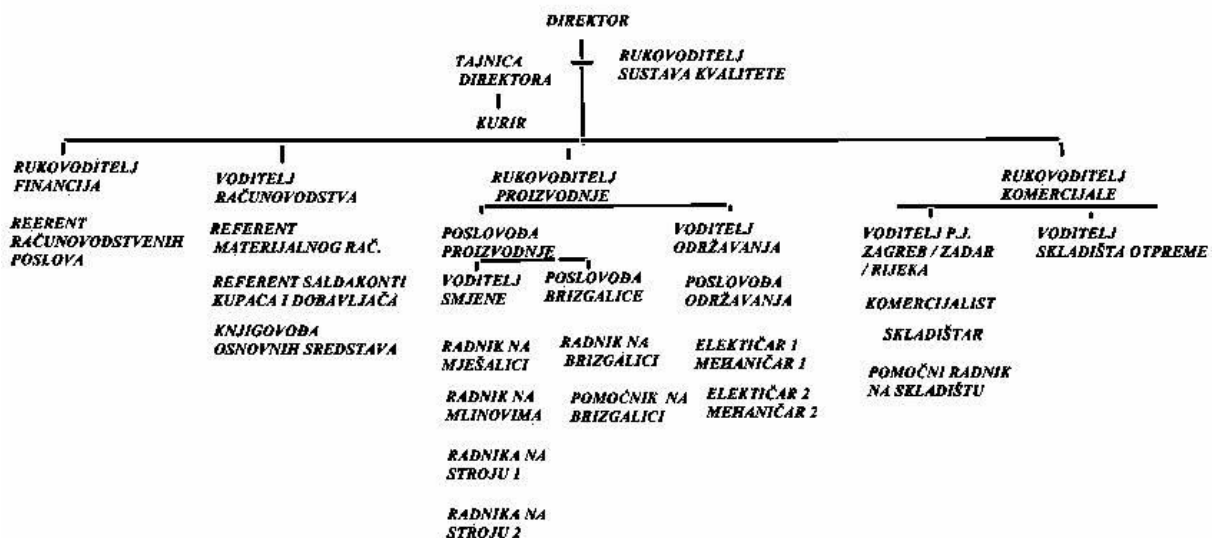 DIREKTOR
TAJNICA
DIREKTORA
RUKOVODITELJ
SUSTAVA KVALITETE
KURIR
RUKOVODITELJ
FINANCIJA
REERENT
RAČUNOVODSTVENIH
POSLOVA
VODITELJ
RAČUNOVODSTVA
REFERENT
MATERIJALNOG RAČ.
REFERENT SALDAKONTI
KUPACA I DOBAVLJAČA
KNJIGOVOĐA
OSNOVNIH SREDSTAVA
RUKOVODITELJ
PROIZVODNJE
POSLOVOĐA
PROIZVODNJE
VODITELJ
SMJENE
RADNIK NA
MJEŠALICI
RADNIK NA
MLINOVIMA
RADNIKA NA
STROJU 1
RADNIKA NA
STROJU 2
POSLOVOĐA
BRIZGALICE
RADNIK NA
BRIZGALICI
POMOĆNIK NA
BRIZGALICI
VODITELJ
ODRŽAVANJA
POSLOVOĐA
ODRŽAVANJA
ELEKTIČAR 1
MEHANIČAR 1
ELEKTIČAR 2
MEHANIČAR 2
RUKOVODITELJ
KOMERCIJALE
VODITELJ P.J.
ZAGREB / ZADAR
/ RIJEKA
KOMERCIJALIST
SKLADIŠTAR
POMOČNI RADNIK
NA SKLADIŠTU
VODITELJ
SKLADIŠTA OTPREME